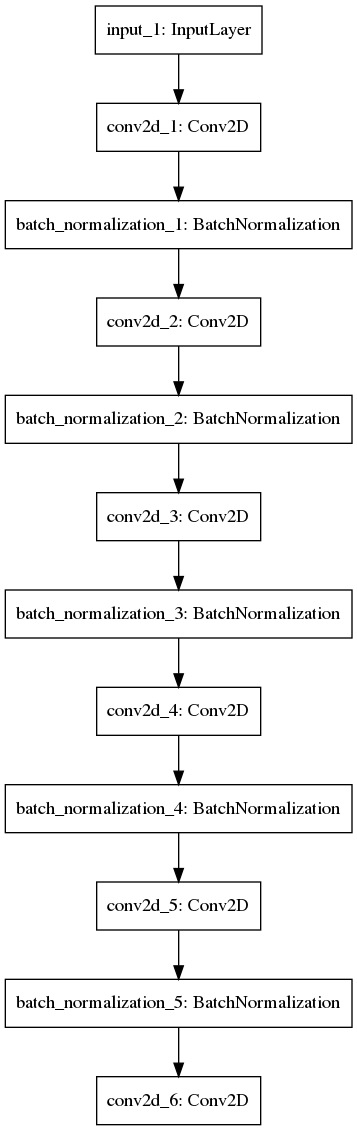 input_1: InputLayer
conv2d_1: Conv2D
batch_normalization_1: BatchNormalization
conv2d_2: Conv2D
batch_normalization_2: BatchNormalization
conv2d_3: Conv2D
batch_normalization_3: BatchNormalization
conv2d_4: Conv2D
batch_normalization_4: BatchNormalization
conv2d_5: Conv2D
batch_normalization_5: BatchNormalization
conv2d_6: Conv2D